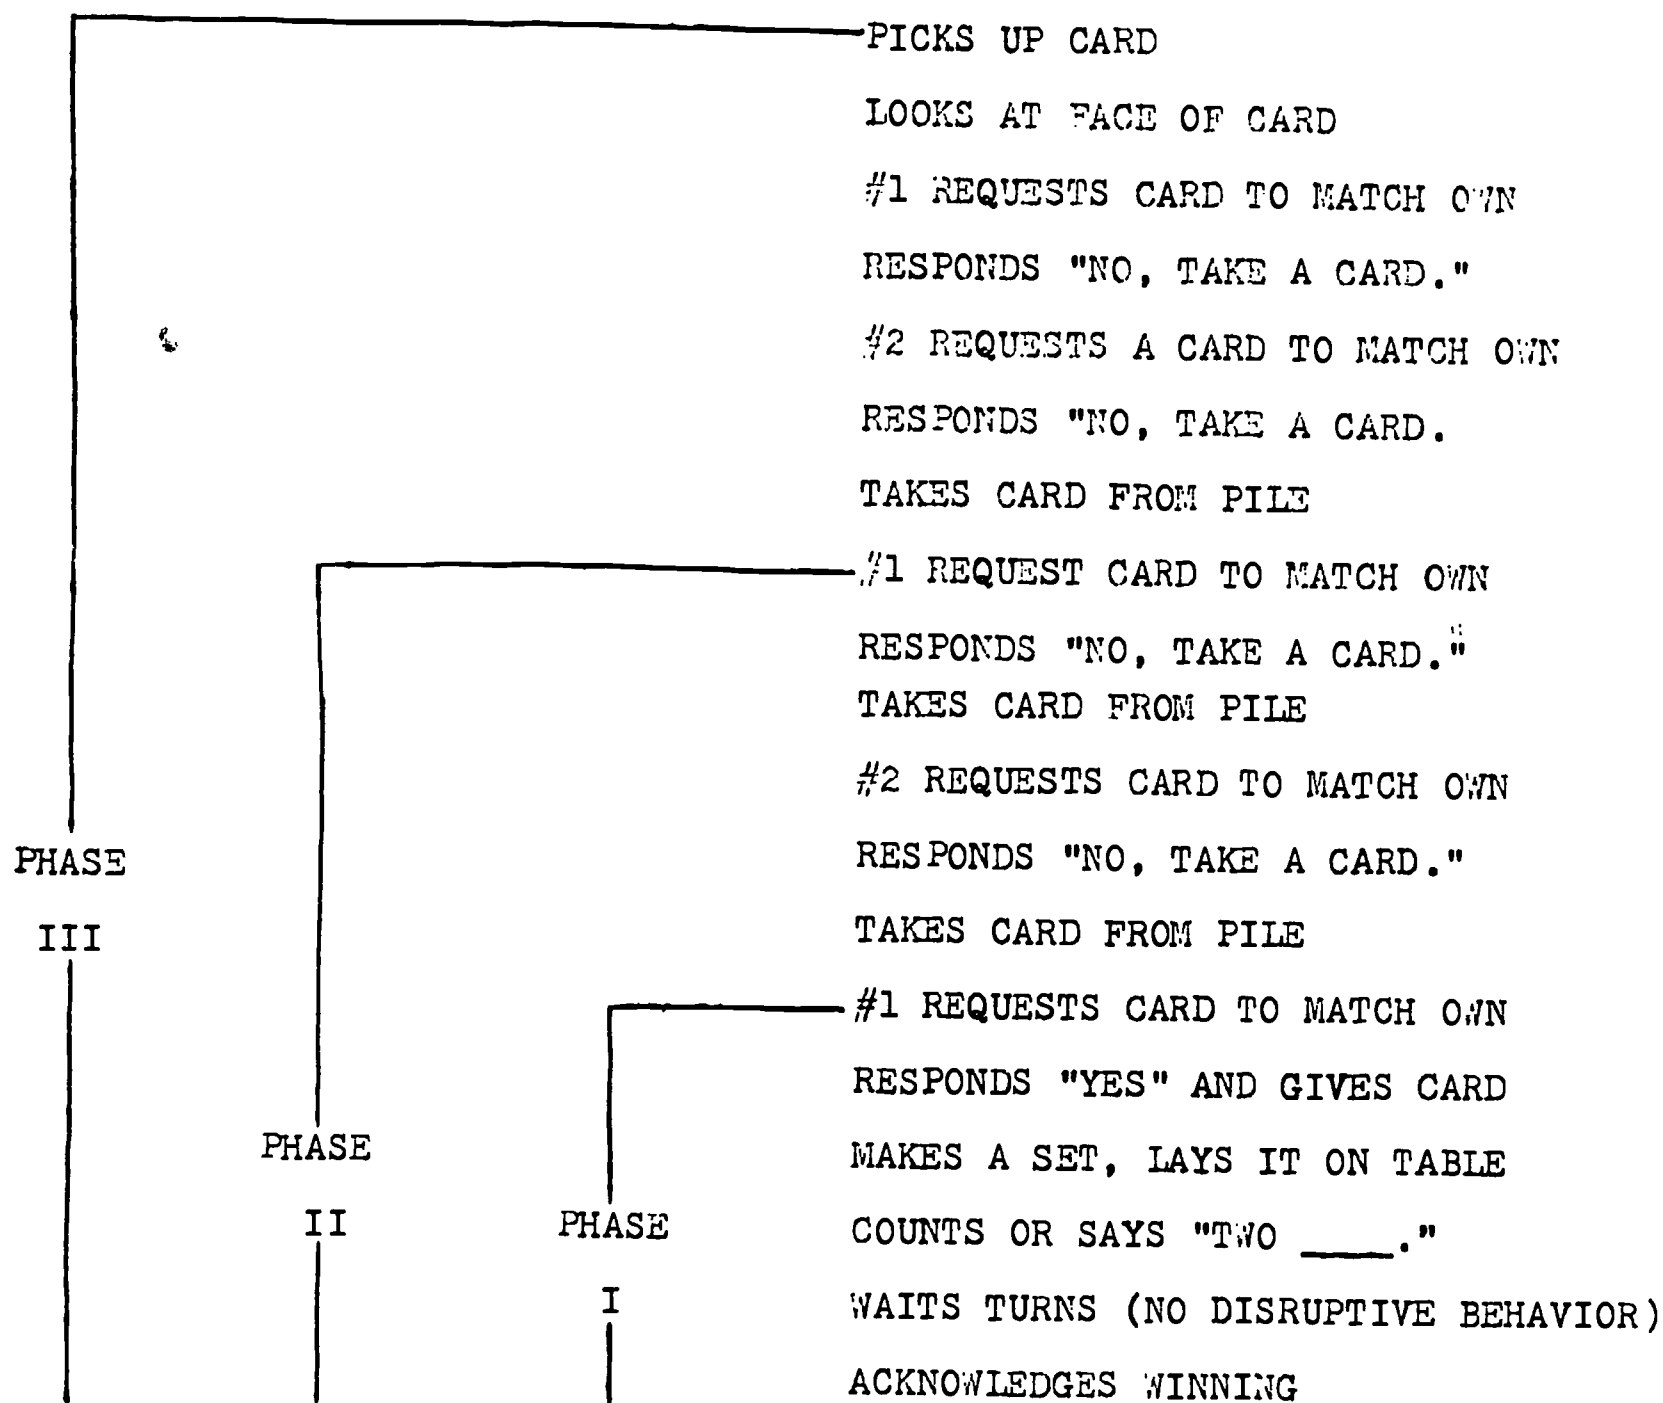 PICKS UP CARD
LOOKS AT FACE OF CARD
#1 REQUESTS CARD TO MATCH OWN
RESPONDS "NO, TAKE A CARD."
#2 REQUESTS A CARD TO MATCH OWN
RESPONDS "NO, TAKE A CARD.
TAKES CARD FROM PILE
#1 REQUEST CARD TO MATCH OWN
RESPONDS "NO, TAKE A CARD."
TAKES CARD FROM PILE
#2 REQUESTS CARD TO MATCH OWN
RESPONDS "NO, TAKE A CARD."
TAKES CARD FROM PILE
#1 REQUESTS CARD TO MATCH OWN
RESPONDS "YES" AND GIVES CARD
MAKES A SET, LAYS IT ON TABLE
COUNTS OR SAYS "TWO ____."
WAITS TURNS (NO DISRUPTIVE BEHAVIOR)
ACKNOWLEDGES WINNING
PHASE
III
PHASE
II
PHASE
I